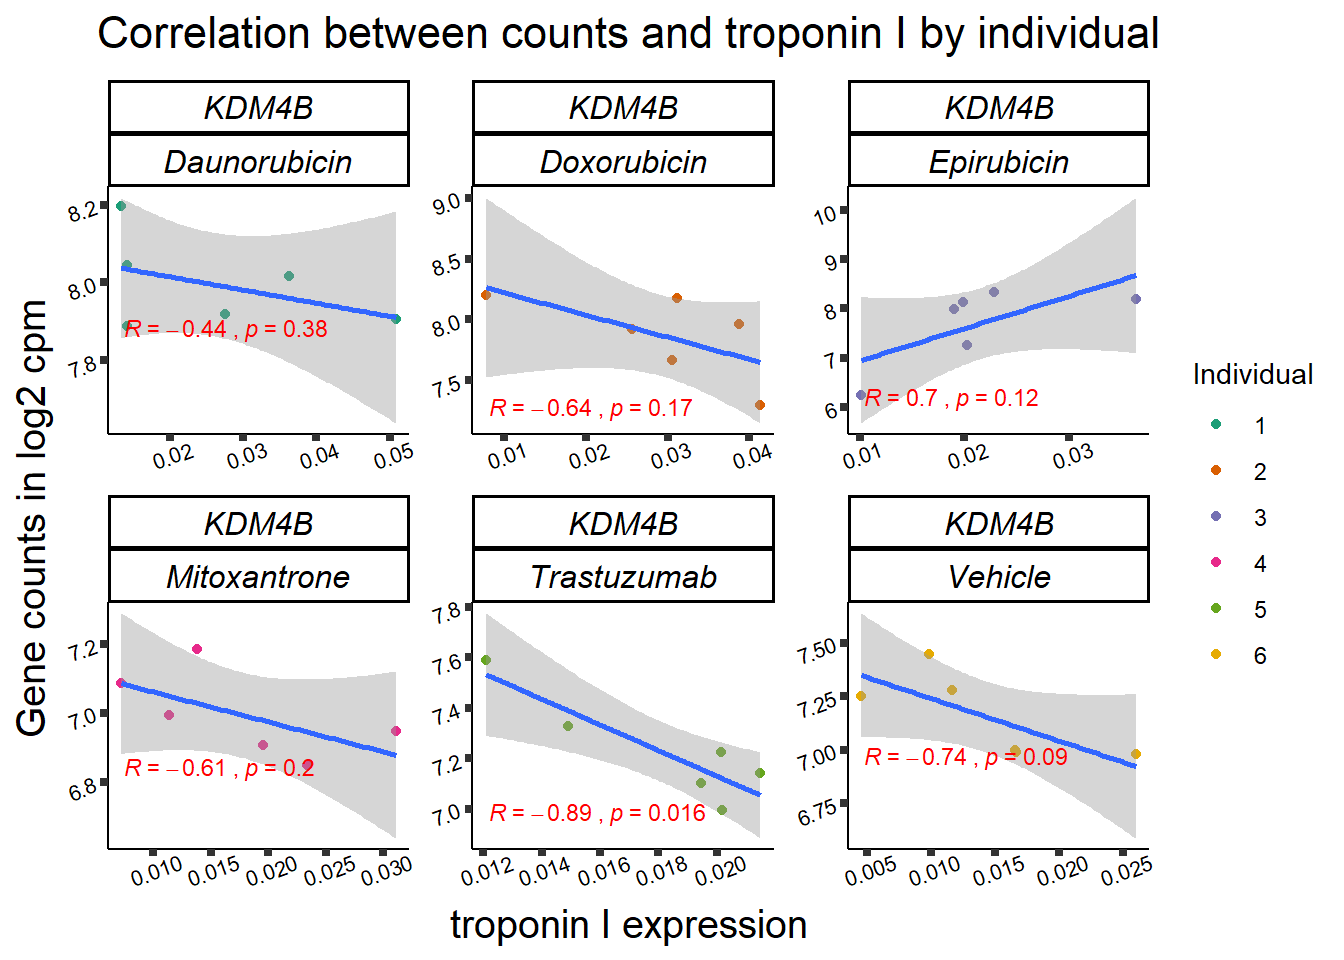 Correlation between counts and troponin I by individual
KDM4B
Daunorubicin
8.2
8.0
7.8
R = −0.44 , p = 0.38
0.02 0.03 0.04 0.05
KDM4B
Doxorubicin
9.0
8.5
8.0
7.5
R = −0.64 , p = 0.17
0.01 0.02 0.03 0.04
KDM4B
Epirubicin
10
9
8
7
6
R = 0.7 , p = 0.12
0.01 0.02 0.03
KDM4B
Mitoxantrone
7.2
7.0
6.8
R = −0.61 , p = 0.2
0.010 0.015 0.020 0.025 0.030
KDM4B
Trastuzumab
7.8
7.6
7.4
7.2
7.0
R = −0.89 , p = 0.016
0.012 0.014 0.016 0.018 0.020
KDM4B
Vehicle
7.50
7.25
7.00
6.75
R = −0.74 , p = 0.09
0.005 0.010 0.015 0.020 0.025
Gene counts in log2 cpm
troponin I expression
Individual
1
2
3
4
5
6